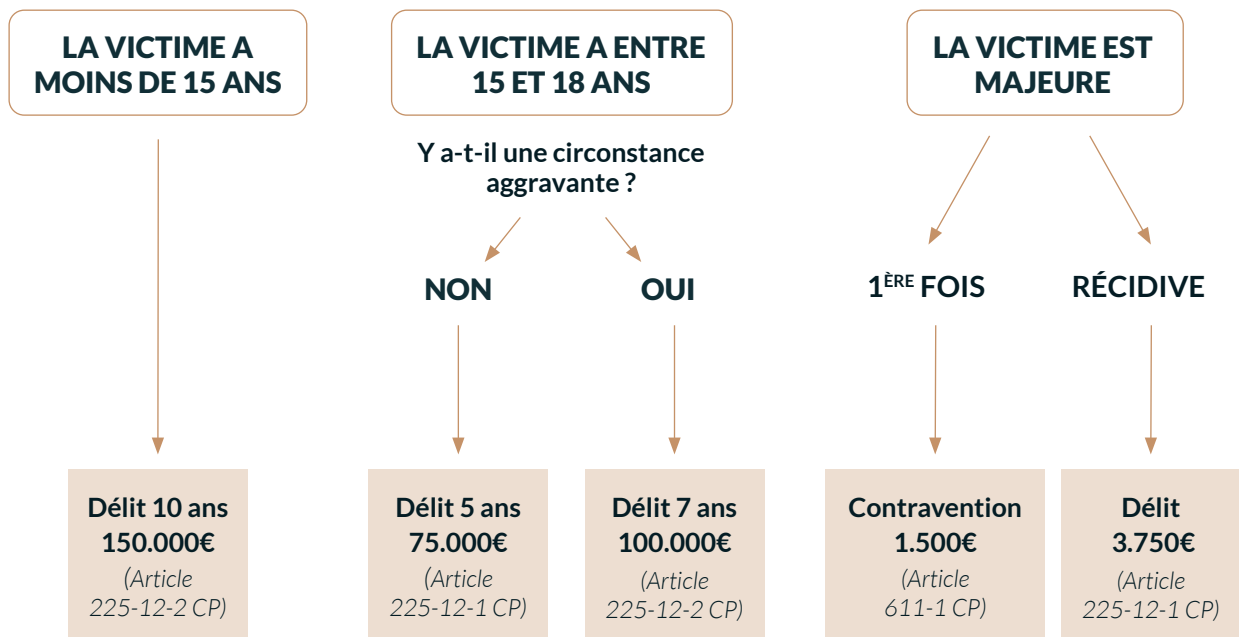 LA VICTIME A
MOINS DE 15 ANS
LA VICTIME A ENTRE
15 ET 18 ANS
LA VICTIME EST
MAJEURE
Y a-t-il une circonstance
aggravante ?
NON
OUI
1ÈRE FOIS
RÉCIDIVE
Délit 10 ans
150.000€
(Article
225-12-2 CP)
Délit 5 ans
75.000€
(Article
225-12-1 CP)
Délit 7 ans
100.000€
(Article
225-12-2 CP)
Contravention
1.500€
(Article
611-1 CP)
Délit
3.750€
(Article
225-12-1 CP)